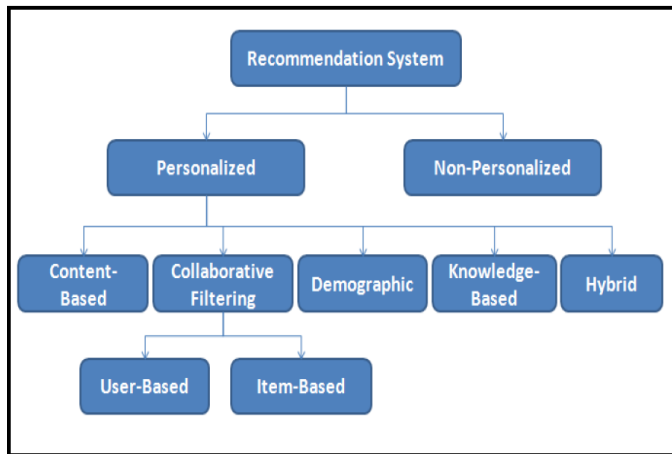 Recommendation System
Personalized
Non-Personalized
Content-
Based
Collaborative
Filtering
Demographic
Knowledge-
Based
Hybrid
User-Based
Item-Based